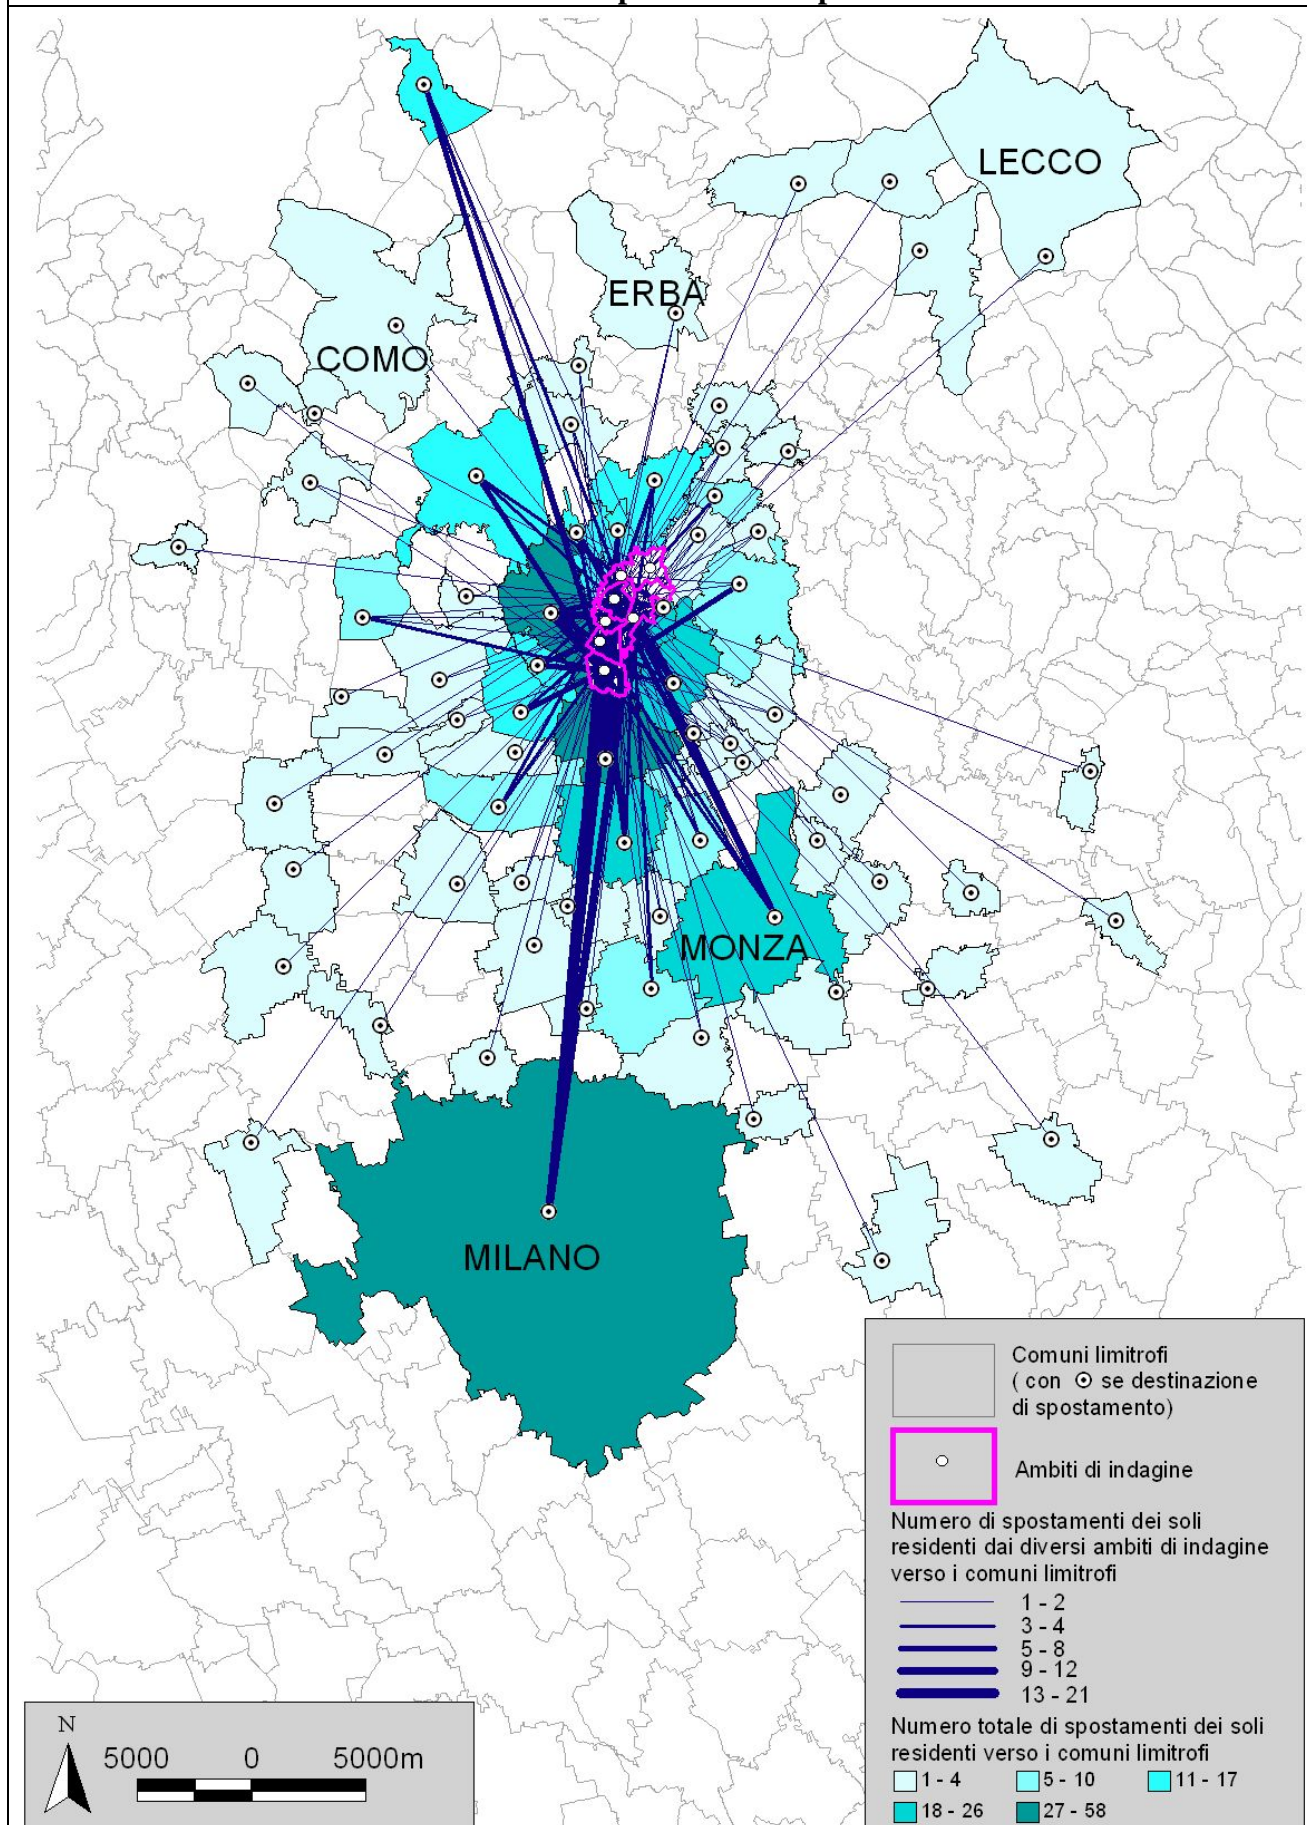 LECCO
ERBA
COMO
MONZA
MILANO
Comuni limitrofi
( con ⊙ se destinazione
di spostamento)
Ambiti di indagine
Numero di spostamenti dei soli
residenti dai diversi ambiti di indagine
verso i comuni limitrofi
1 - 2
3 - 4
5 - 8
9 - 12
13 - 21
Numero totale di spostamenti dei soli
residenti verso i comuni limitrofi
1 - 4 5 - 10 11 - 17
18 - 26 27 - 58
N
5000 0 5000m